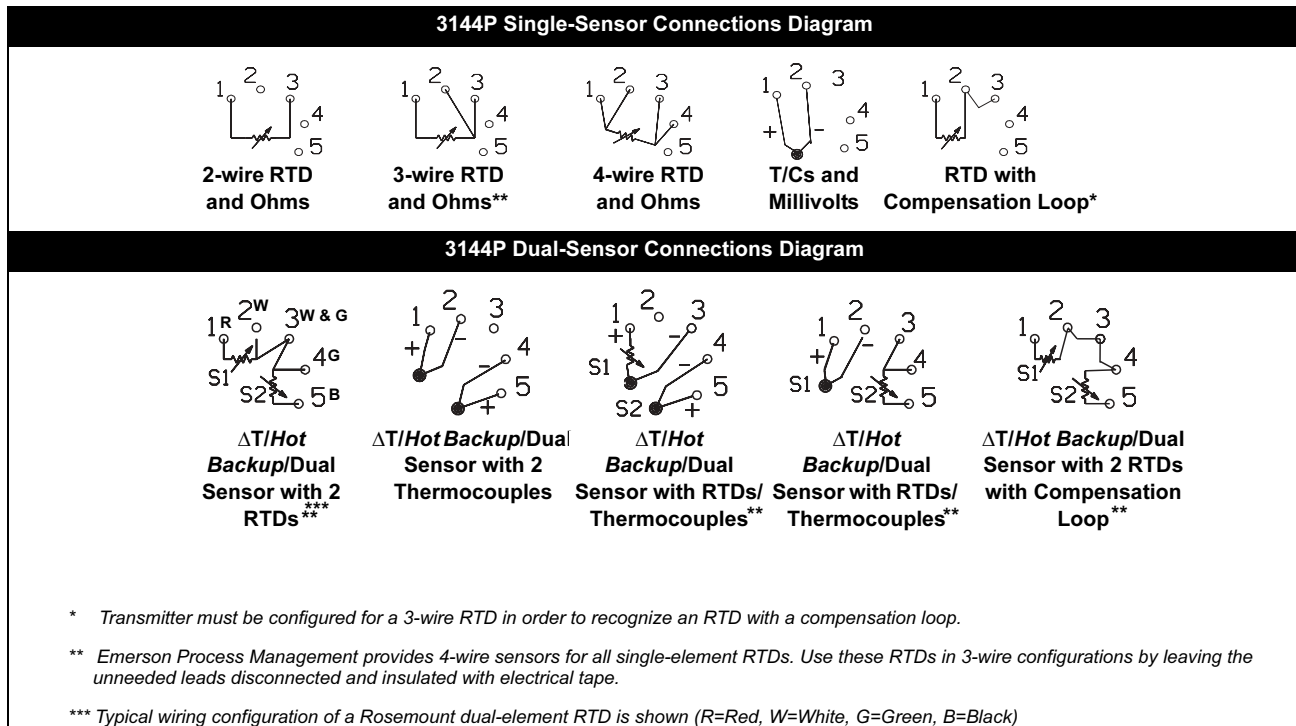 3144P Single-Sensor Connections Diagram
1 2 3 4 5
1 2 3 4 5
1 2 3 4 5
1 2 3 4 5 + -
1 2 3 4 5
2-wire RTD
and Ohms
3-wire RTD
and Ohms**
4-wire RTD
and Ohms
T/Cs and
Millivolts
RTD with
Compensation Loop*
3144P Dual-Sensor Connections Diagram
1 R 2 W 3 W & G 4 G 5 B S1 S2
1 2 3 4 5 + - - +
1 2 3 4 5 + - S1 - S2 +
1 2 3 4 5 + - S1 S2
1 2 3 4 5 S1 S2
ΔT/Hot
Backup/Dual
Sensor with 2
RTDs** ***
ΔT/Hot Backup/Dual
Sensor with 2
Thermocouples
ΔT/Hot
Backup/Dual
Sensor with RTDs/
Thermocouples**
ΔT/Hot
Backup/Dual
Sensor with RTDs/
Thermocouples**
ΔT/Hot Backup/Dual
Sensor with 2 RTDs
with Compensation
Loop**
* Transmitter must be configured for a 3-wire RTD in order to recognize an RTD with a compensation loop.
** Emerson Process Management provides 4-wire sensors for all single-element RTDs. Use these RTDs in 3-wire configurations by leaving the
unneeded leads disconnected and insulated with electrical tape.
*** Typical wiring configuration of a Rosemount dual-element RTD is shown (R=Red, W=White, G=Green, B=Black)